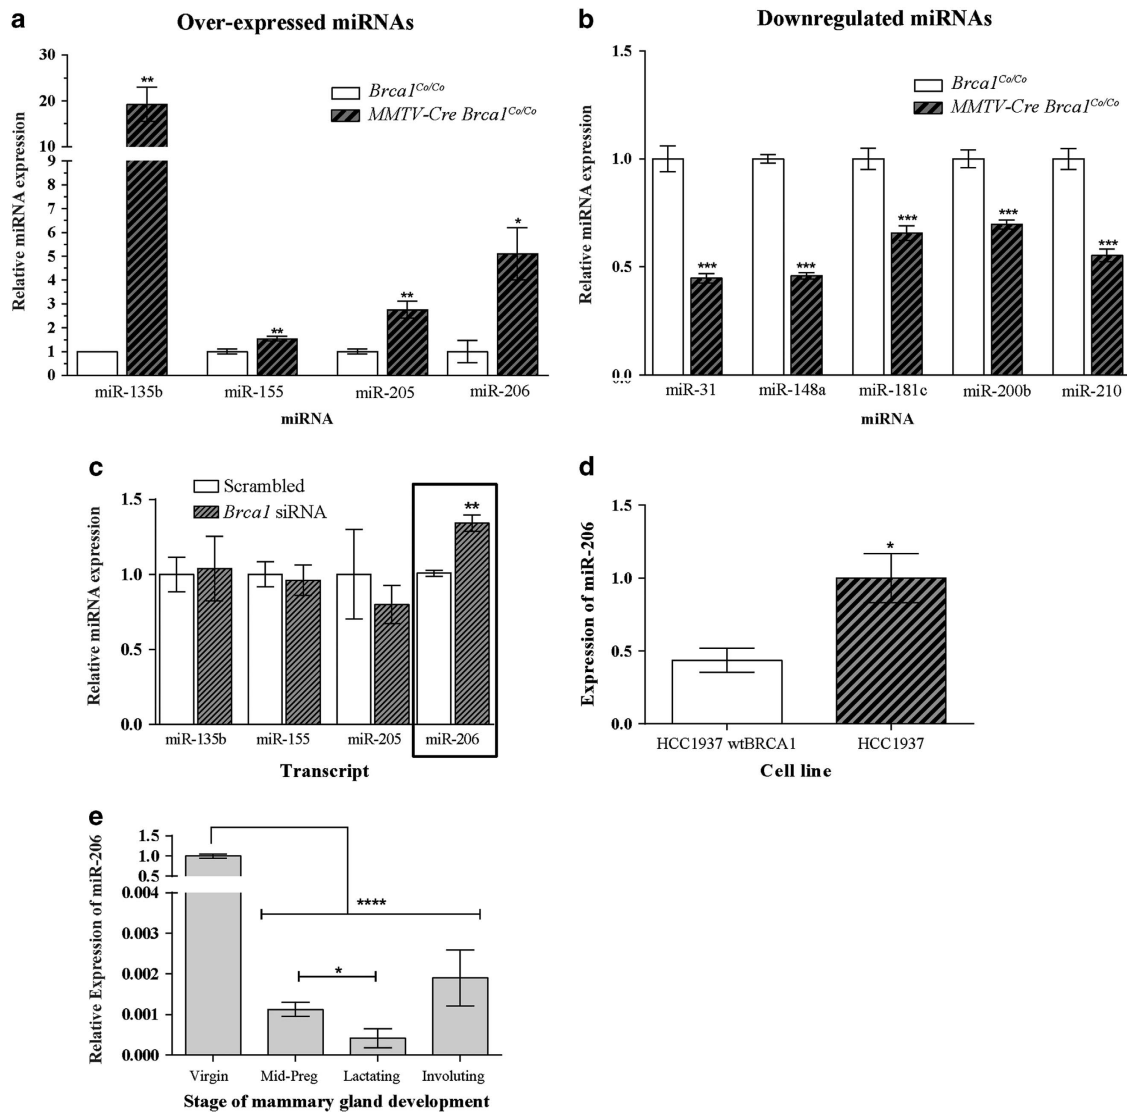 a
Over-expressed miRNAs
30
20
10
9
8
7
6
5
4
3
2
1
0
Relative miRNA expression
**
**
**
*
Brca1Co/Co
MMTV-Cre Brca1Co/Co
miR-135b miR-155 miR-205 miR-206
miRNA
b
Downregulated miRNAs
1.5
1.0
0.5
0.0
Relative miRNA expression
Brca1Co/Co
MMTV-Cre Brca1Co/Co
***
***
***
***
***
miR-31 miR-148a miR-181c miR-200b miR-210
miRNA
c
Scrambled
Brca1 siRNA
1.5
1.0
0.5
0.0
Relative miRNA expression
**
miR-135b miR-155 miR-205 miR-206
Transcript
d
1.5
1.0
0.5
0.0
Expression of miR-206
*
HCC1937 wtBRCA1 HCC1937
Cell line
e
1.5
1.0
0.5
0.004
0.003
0.002
0.001
0.000
Relative Expression of miR-206
****
*
Virgin Mid-Preg Lactating Involuting
Stage of mammary gland development